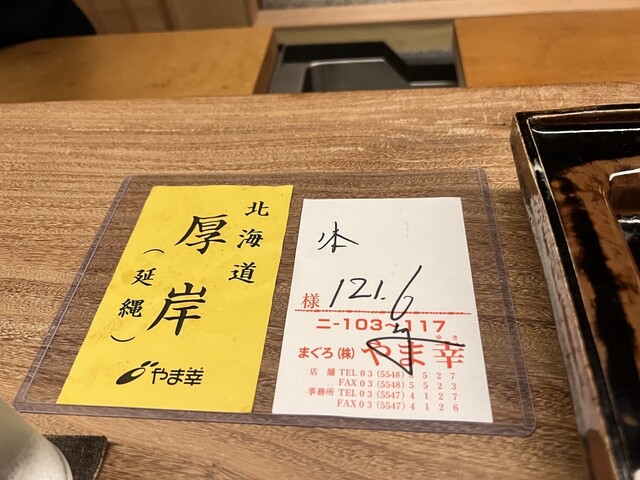 北海道
厚岸
（延縄）
やま幸
様
121.6
ニ-103~117
まぐろ(株)やま幸
ゆき
店舗 TEL 03(5548) 5527
FAX 03(5548) 5523
事務所 TEL 03(5547) 4127
FAX 03(5547) 4126